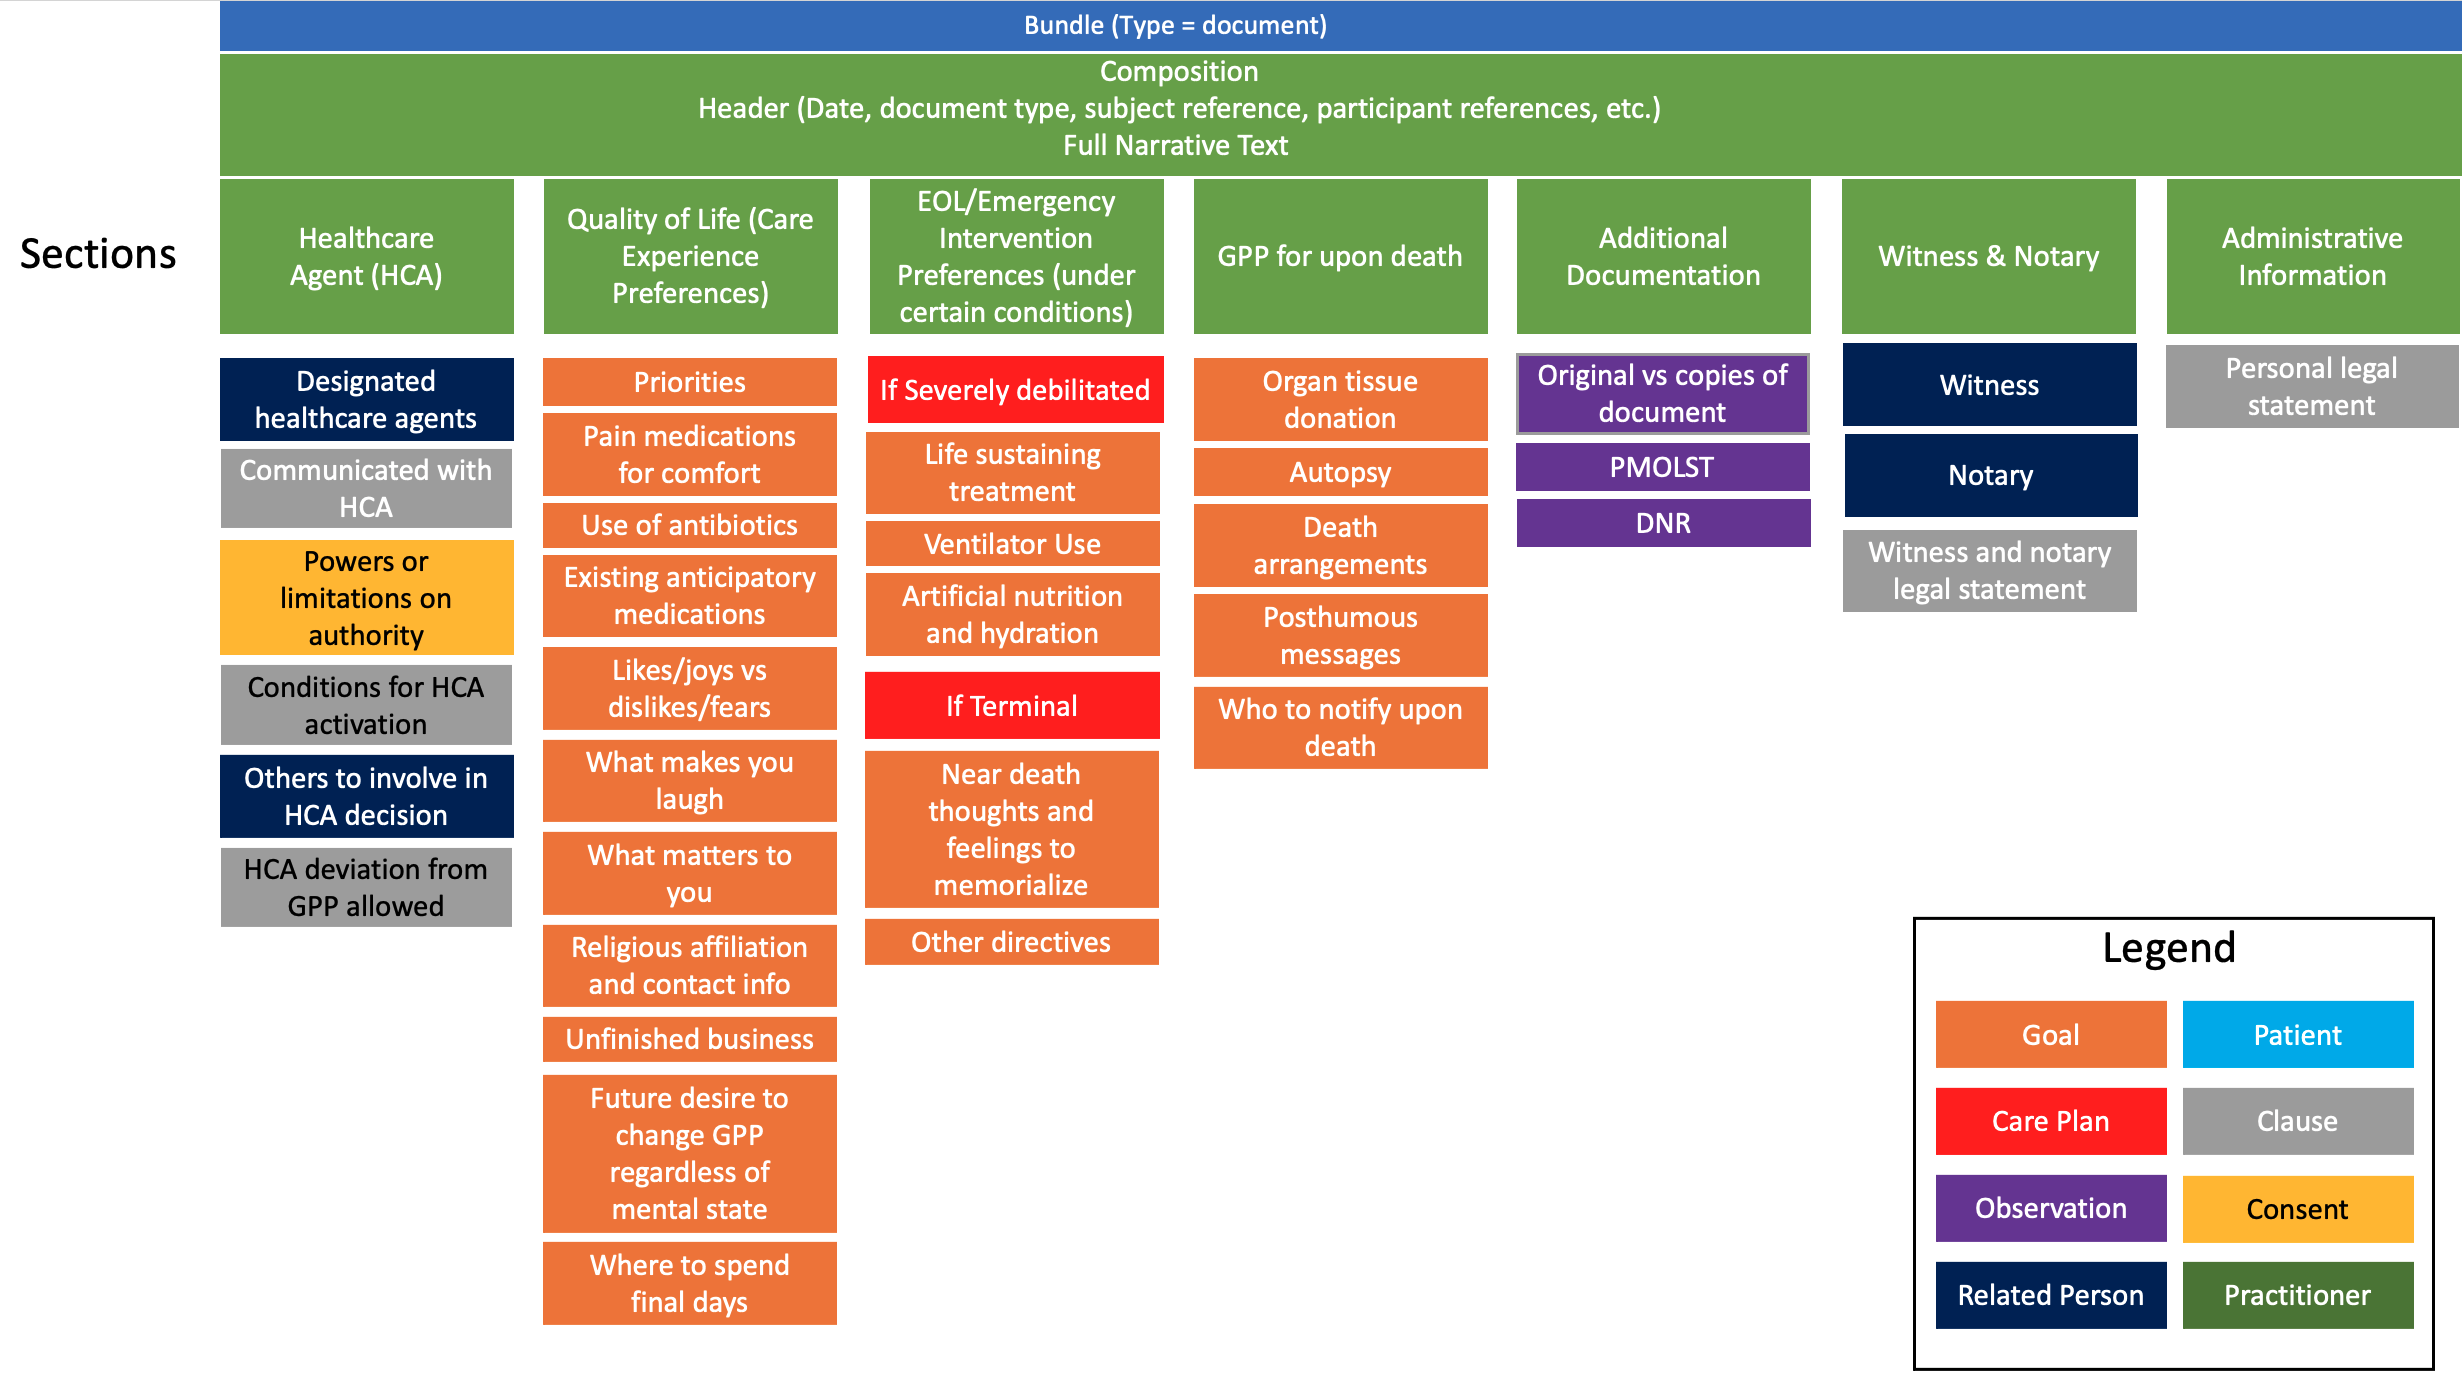 Bundle (Type = document)
Composition
Header (Date, document type, subject reference, participant references, etc.)
Full Narrative Text
Sections
Healthcare
Agent (HCA)
Quality of Life (Care
Experience
Preferences)
EOL/Emergency
Intervention
Preferences (under
certain conditions)
GPP for upon death
Additional
Documentation
Witness & Notary
Administrative
Information
Designated
healthcare agents
Communicated with
HCA
Powers or
limitations on
authority
Conditions for HCA
activation
Others to involve in
HCA decision
HCA deviation from
GPP allowed
Priorities
Pain medications
for comfort
Use of antibiotics
Existing anticipatory
medications
Likes/joys vs
dislikes/fears
What makes you
laugh
What matters to
you
Religious affiliation
and contact info
Unfinished business
Future desire to
change GPP
regardless of
mental state
Where to spend
final days
If Severely debilitated
Life sustaining
treatment
Ventilator Use
Artificial nutrition
and hydration
If Terminal
Near death
thoughts and
feelings to
memorialize
Other directives
Organ tissue
donation
Autopsy
Death
arrangements
Posthumous
messages
Who to notify upon
death
Original vs copies of
document
PMOLST
DNR
Witness
Notary
Witness and notary
legal statement
Personal legal
statement
Legend
Goal
Patient
Care Plan
Clause
Observation
Consent
Related Person
Practitioner